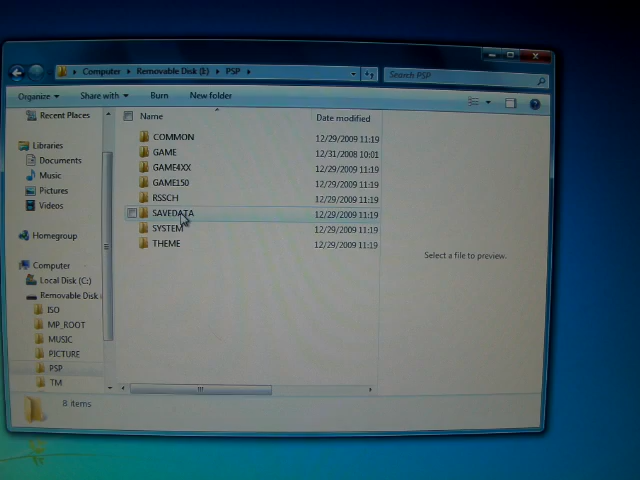 Computer ▸ Removable Disk (I:) ▸ PSP ▸
Search PSP
Organize ▾ Share with ▾ Burn New folder
Recent Places
Libraries
Documents
Music
Pictures
Videos
Homegroup
Computer
Local Disk (C:)
Removable Disk
ISO
MP_ROOT
MUSIC
PICTURE
PSP
TM
Name Date modified
COMMON 12/29/2009 11:19
GAME 12/31/2008 10:01
GAME4XX 12/29/2009 11:19
GAME150 12/29/2009 11:19
RSSCH 12/29/2009 11:19
SAVEDATA 12/29/2009 11:19
SYSTEM 12/29/2009 11:19
THEME 12/29/2009 11:19
Select a file to preview.
8 items